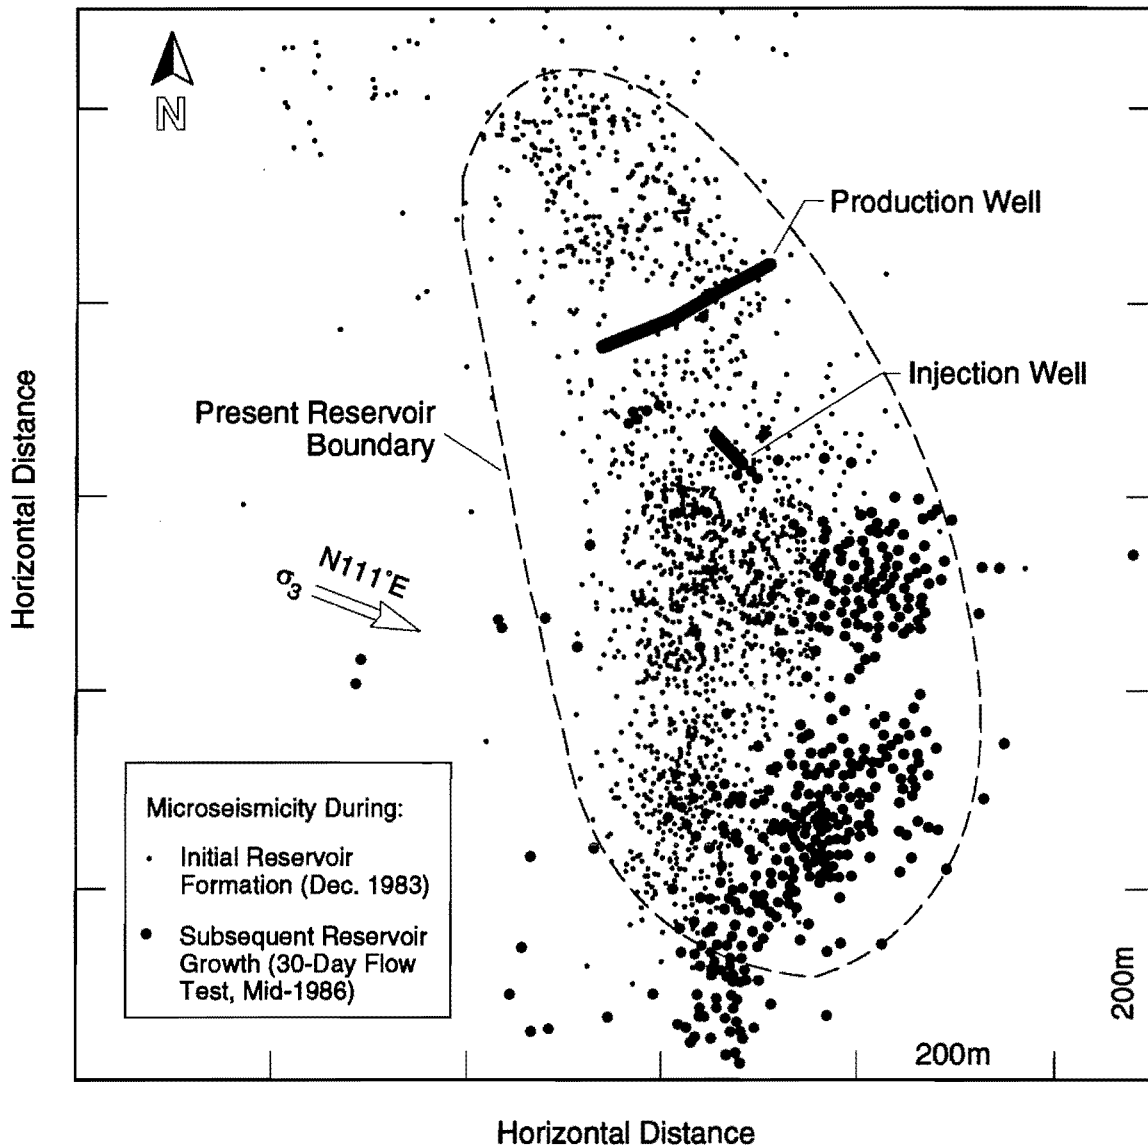 N
Production Well
Injection Well
Present Reservoir
Boundary
Horizontal Distance
σ3
N111°E
Microseismicity During:
Initial Reservoir
Formation (Dec. 1983)
Subsequent Reservoir
Growth (30-Day Flow
Test, Mid-1986)
200m
200m
Horizontal Distance